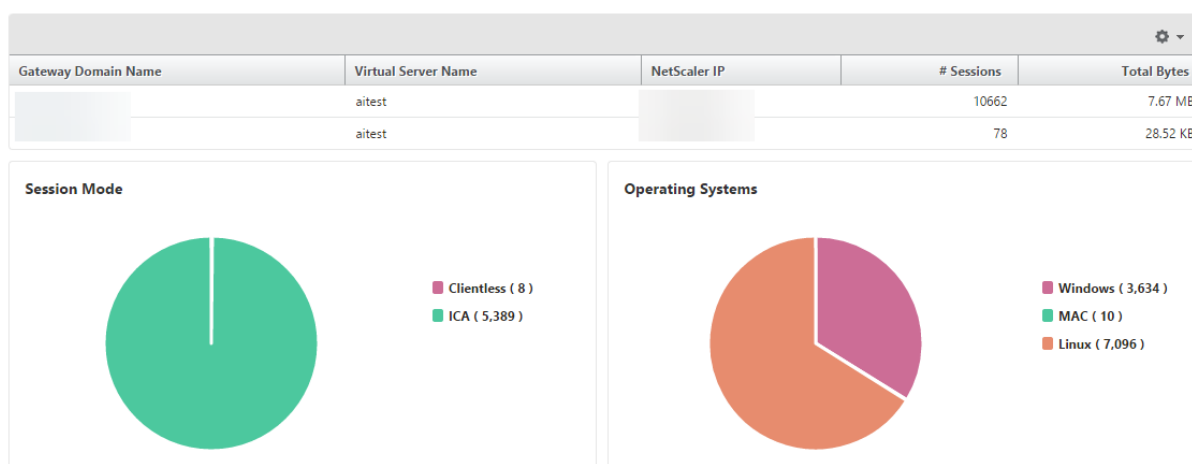 Gateway Domain Name Virtual Server Name NetScaler IP # Sessions Total Bytes
aitest 10662 7.67 MB
aitest 78 28.52 KB
Session Mode
Clientless ( 8 )
ICA ( 5,389 )
Operating Systems
Windows ( 3,634 )
MAC ( 10 )
Linux ( 7,096 )